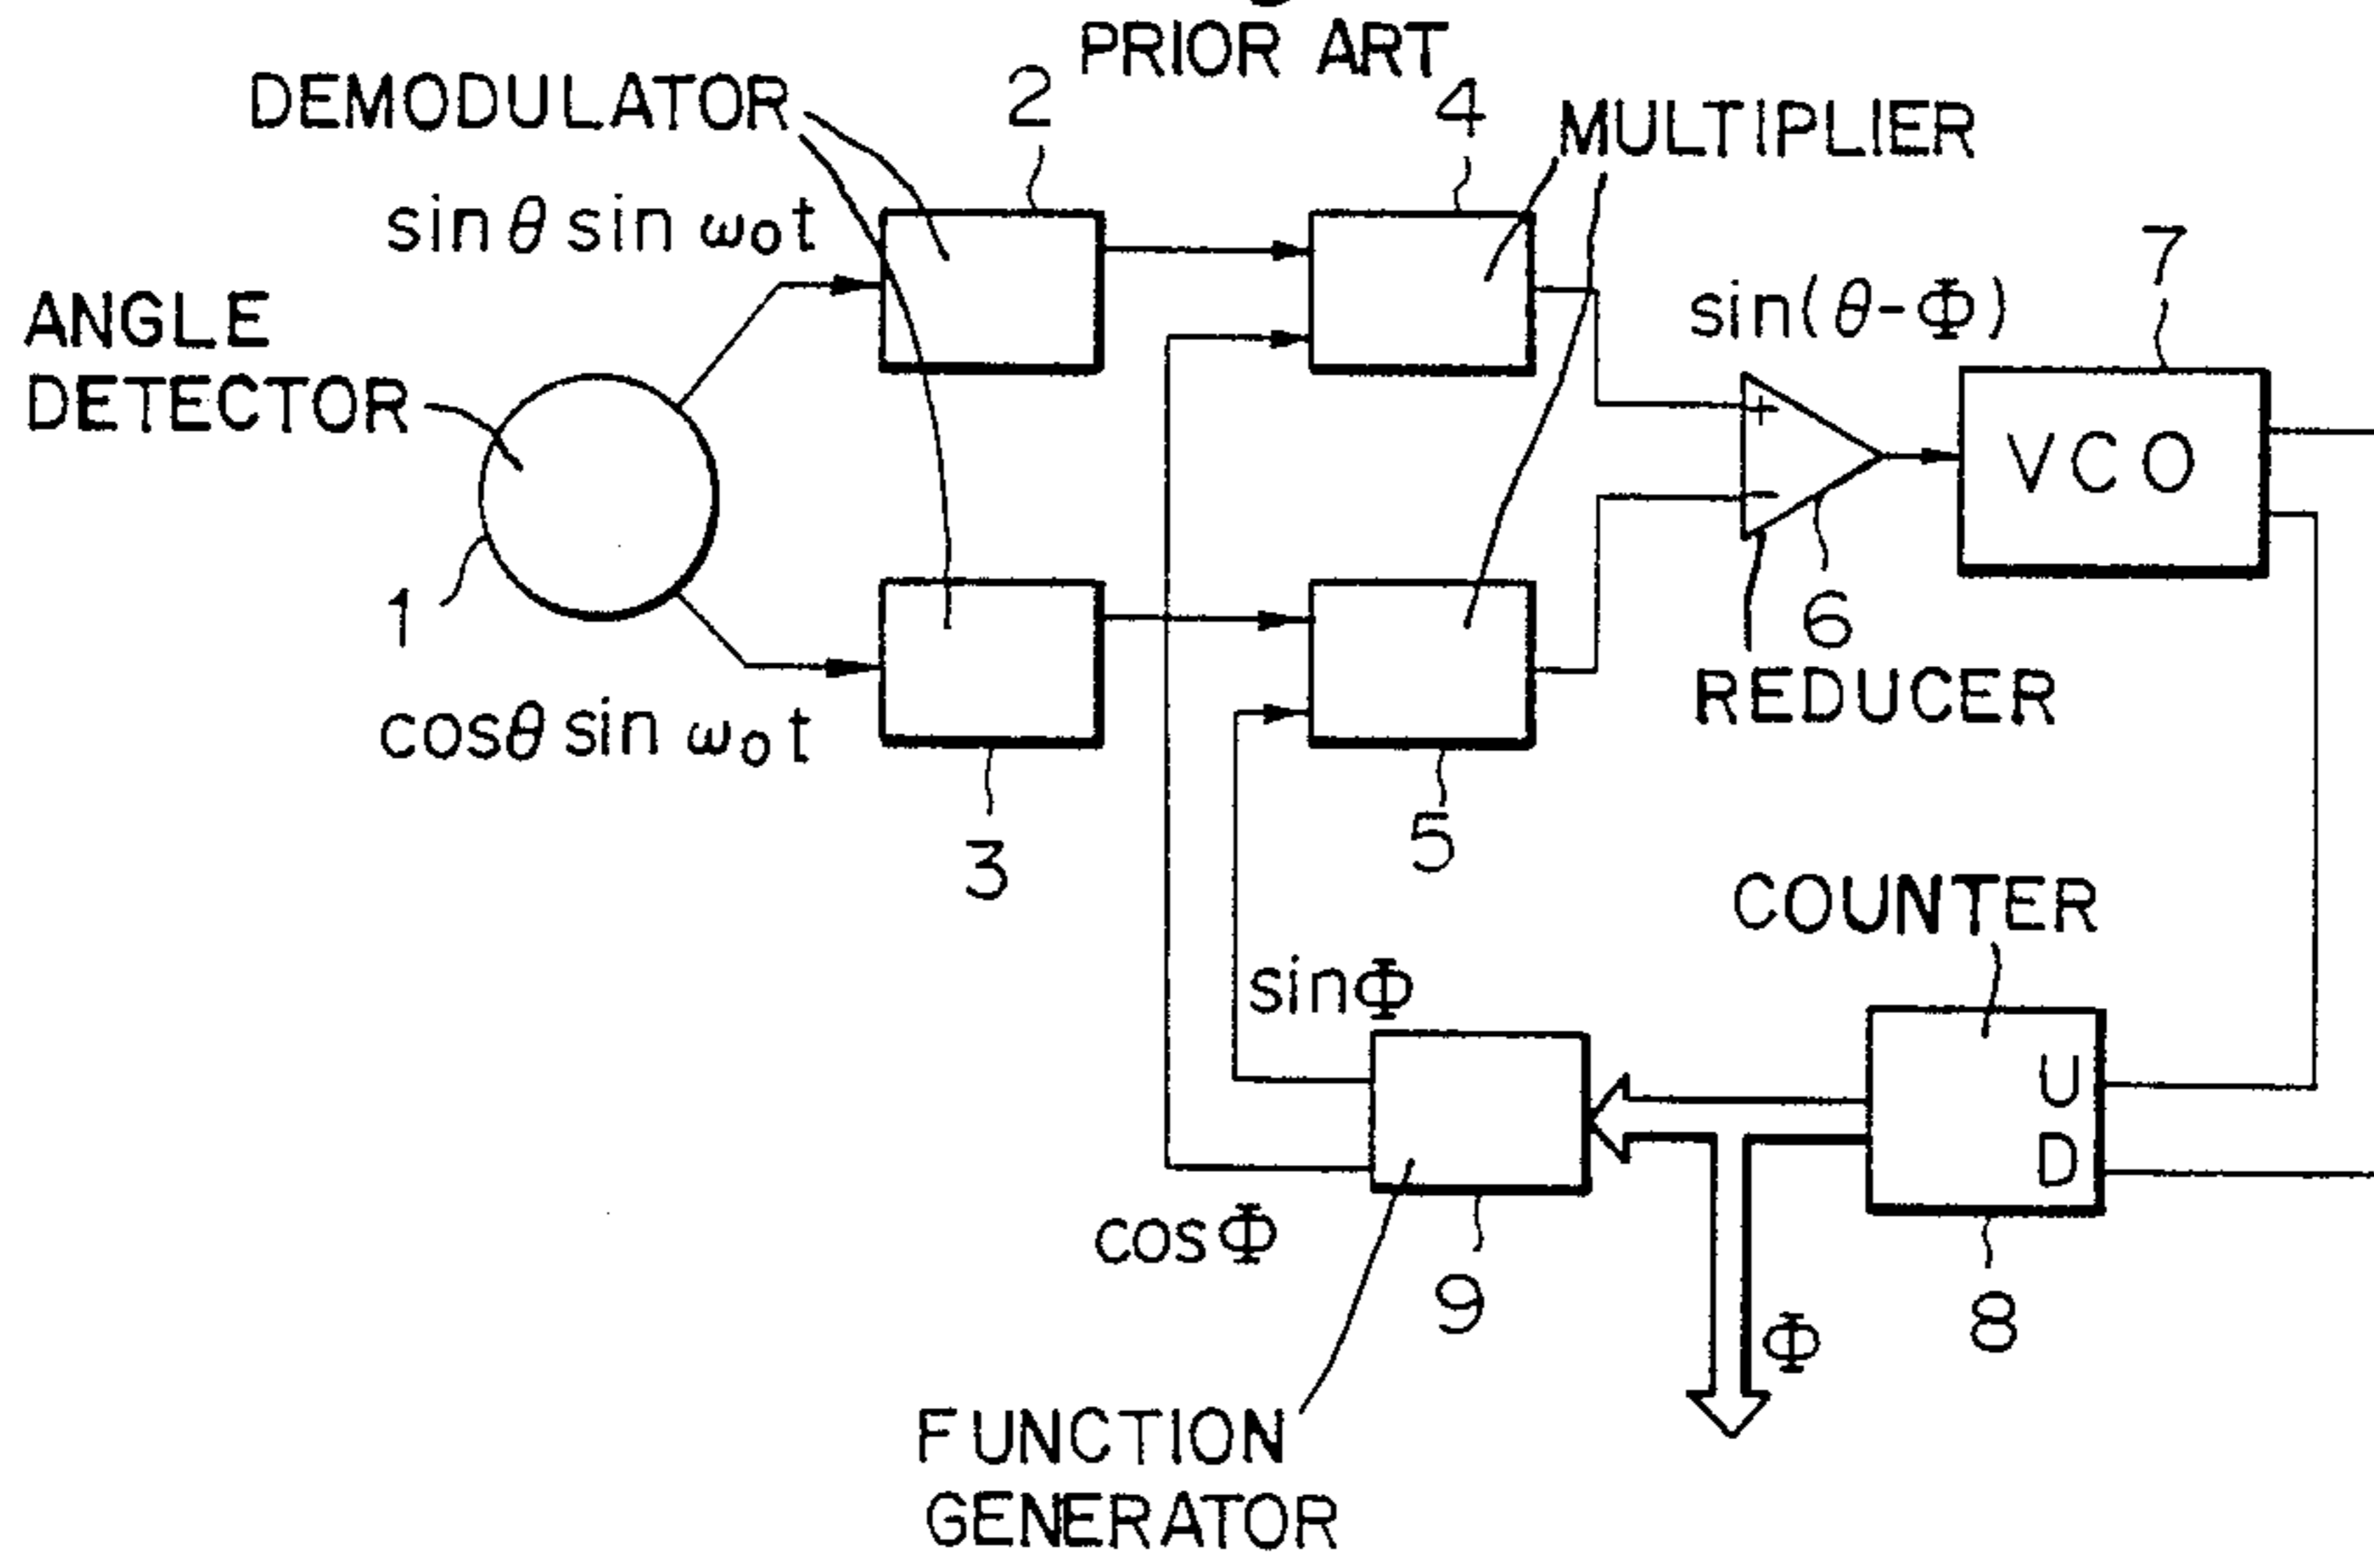 PRIOR ART
DEMODULATOR
2
4
MULTIPLIER
sin θ sin ω₀t
7
ANGLE
DETECTOR
sin(θ-Φ)
+
VCO
−
1
6
REDUCER
cosθ sin ω₀t
3
5
COUNTER
sinΦ
U
D
cosΦ
9
8
Φ
FUNCTION
GENERATOR